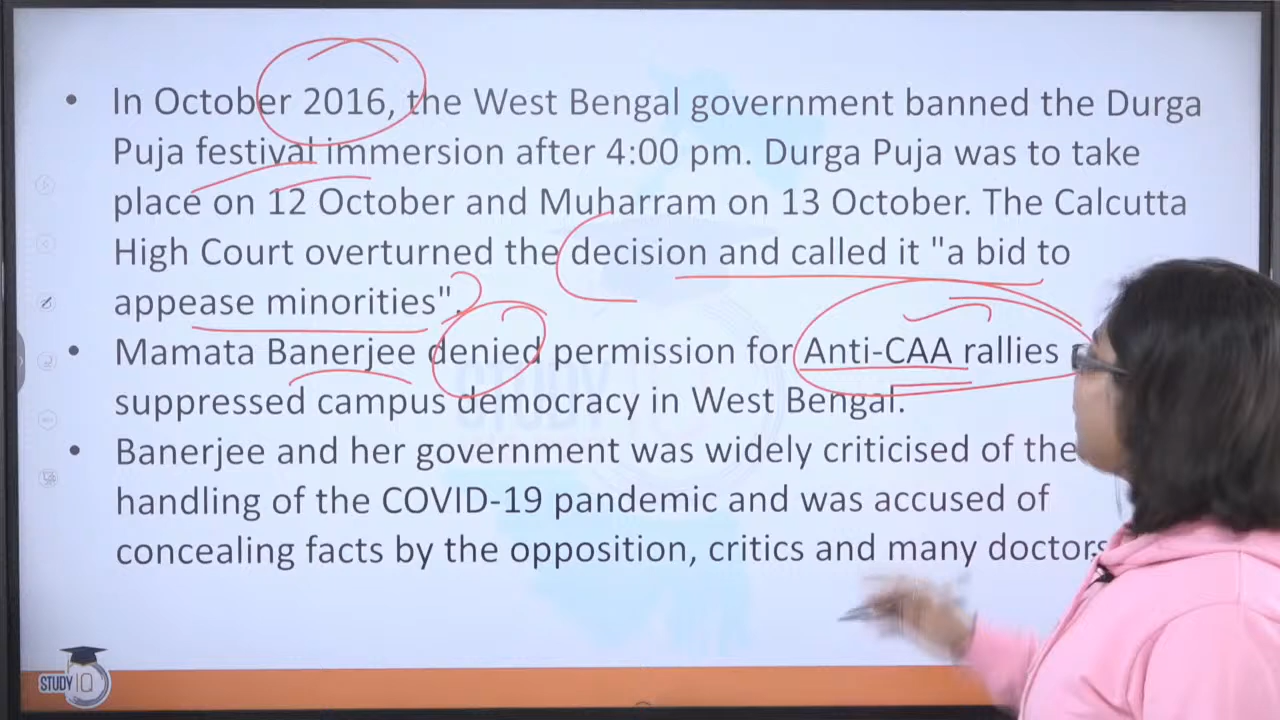 • In October 2016, the West Bengal government banned the Durga
Puja festival immersion after 4:00 pm. Durga Puja was to take
place on 12 October and Muharram on 13 October. The Calcutta
High Court overturned the decision and called it "a bid to
appease minorities".
• Mamata Banerjee denied permission for Anti-CAA rallies
suppressed campus democracy in West Bengal.
• Banerjee and her government was widely criticised of the
handling of the COVID-19 pandemic and was accused of
concealing facts by the opposition, critics and many doctors
STUDY IQ